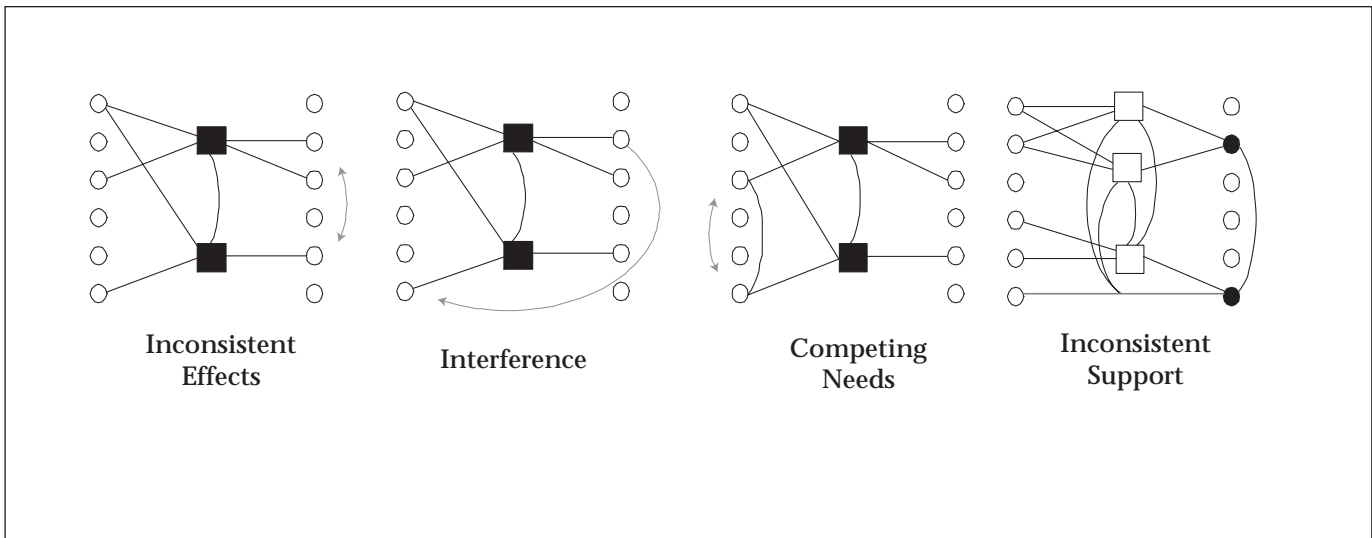 Inconsistent
Effects
Interference
Competing
Needs
Inconsistent
Support